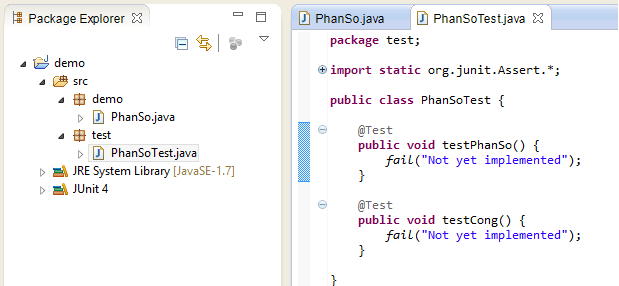 Package Explorer
demo
src
demo
PhanSo.java
test
PhanSoTest.java
JRE System Library [JavaSE-1.7]
JUnit 4
PhanSo.java
PhanSoTest.java
package test;
import static org.junit.Assert.*;
public class PhanSoTest {
@Test
public void testPhanSo() {
fail("Not yet implemented");
}
@Test
public void testCong() {
fail("Not yet implemented");
}
}